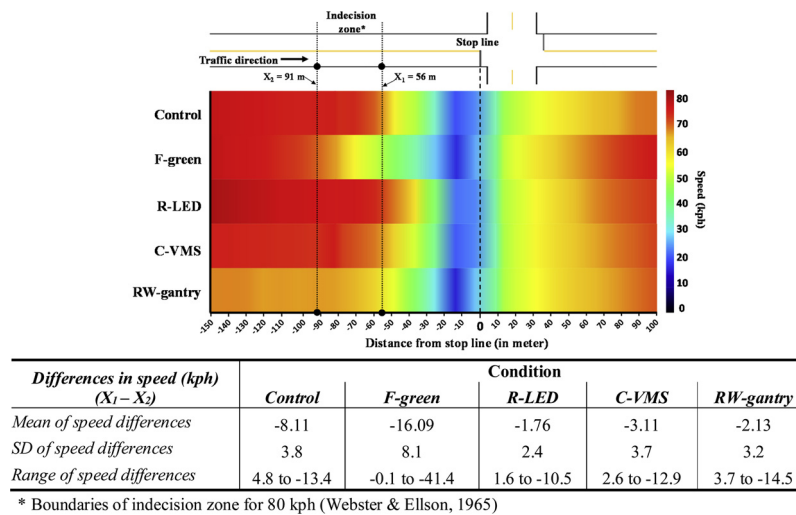 Indecision
zone*
Stop line
Traffic direction
X₂ = 91 m
X₁ = 56 m
Control
F-green
R-LED
C-VMS
RW-gantry
80
70
60
50
40
30
20
10
0
Speed (kph)
-150 -140 -130 -120 -110 -100 -90 -80 -70 -60 -50 -40 -30 -20 -10 0 10 20 30 40 50 60 70 80 90 100
Distance from stop line (in meter)
Differences in speed (kph) Condition
(X₁ – X₂) Control F-green R-LED C-VMS RW-gantry
Mean of speed differences -8.11 -16.09 -1.76 -3.11 -2.13
SD of speed differences 3.8 8.1 2.4 3.7 3.2
Range of speed differences 4.8 to -13.4 -0.1 to -41.4 1.6 to -10.5 2.6 to -12.9 3.7 to -14.5
* Boundaries of indecision zone for 80 kph (Webster & Ellson, 1965)